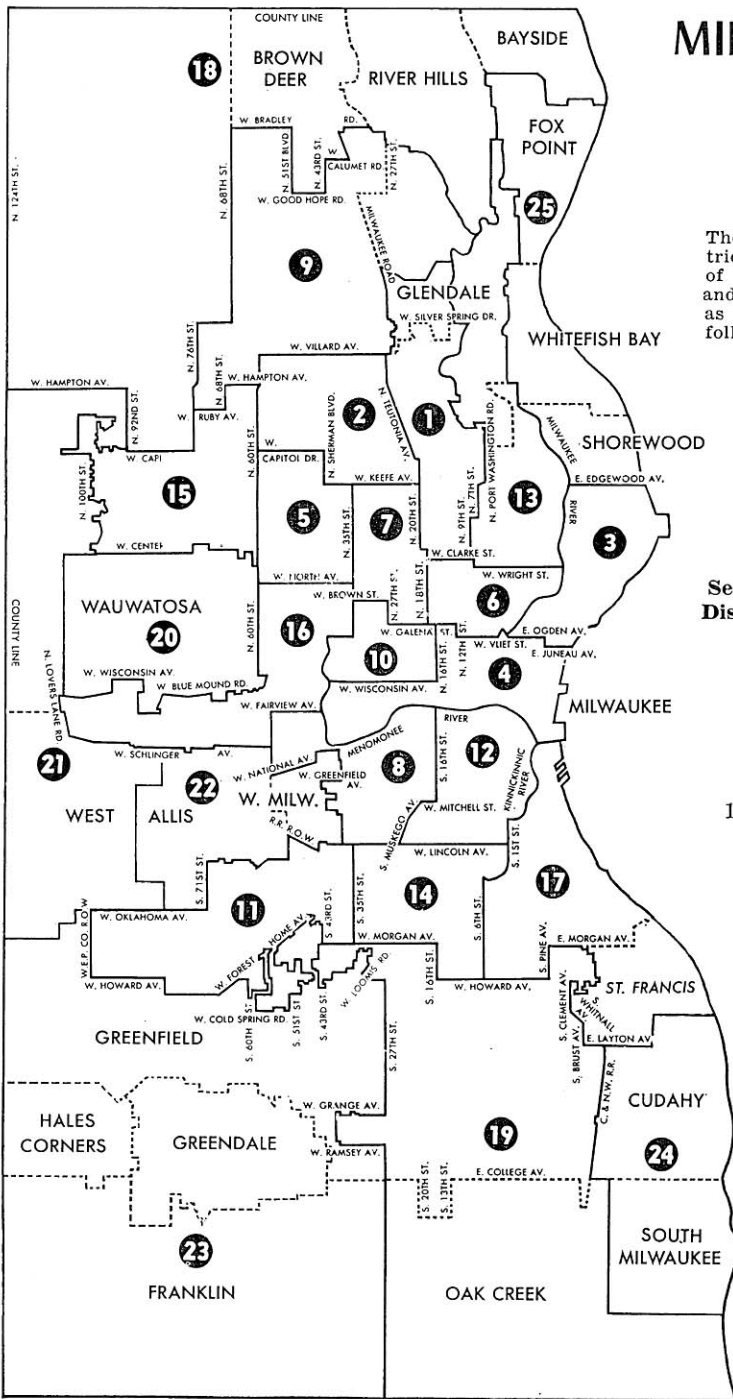 COUNTY LINE
BAYSIDE
MIL
BROWN
DEER
RIVER HILLS
18
W. BRADLEY RD.
FOX
POINT
N. 124TH ST.
N. 68TH ST.
N. 51ST BLVD.
N. 43RD ST.
W. CALUMET RD.
N. 27TH ST.
W. GOOD HOPE RD.
25
MILWAUKEE ROAD
9
The
tric
of
and
as
foll
GLENDALE
W. SILVER SPRING DR.
WHITEFISH BAY
N. 76TH ST.
W. VILLARD AV.
W. HAMPTON AV.
N. 68TH ST.
W. HAMPTON AV.
W. RUBY AV.
N. 92ND ST.
N. 60TH ST.
N. SHERMAN BLVD.
2
N. TEUTONIA AV.
1
N. PORT WASHINGTON RD.
MILWAUKEE
SHOREWOOD
W. CAPI
W. CAPITOL DR.
N. 100TH ST.
15
W. KEEFE AV.
N. 7TH ST.
13
E. EDGEWOOD AV.
5
N. 35TH ST.
7
N. 20TH ST.
N. 9TH ST.
RIVER
3
W. CENTER
W. CLARKE ST.
W. NORTH AV.
W. WRIGHT ST.
WAUWATOSA
W. BROWN ST.
N. 27TH ST.
N. 18TH ST.
6
Se
Dis
COUNTY LINE
20
N. 60TH ST.
16
W. GALENA ST.
E. OGDEN AV.
W. VLIET ST.
10
N. 16TH ST.
N. 12TH ST.
E. JUNEAU AV.
W. WISCONSIN AV.
W. BLUE MOUND RD.
W. WISCONSIN AV.
4
N. LOVERS LANE RD.
W. FAIRVIEW AV.
MILWAUKEE
RIVER
21
W. SCHLINGER AV.
MENOMONEE
W. NATIONAL AV.
8
S. 16TH ST.
12
KINNICKINNIC RIVER
22
W. GREENFIELD AV.
WEST ALLIS
W. MILW.
W. MITCHELL ST.
1
R.R. R.O.W
S. MUSKEGO AV.
S. 1ST ST.
W. LINCOLN AV.
S. 71ST ST.
17
W.E.P. CO. R.O.W
W. OKLAHOMA AV.
11
S. 43RD ST.
S. 35TH ST.
14
S. 6TH ST.
W. FOREST HOME AV.
W. MORGAN AV.
S. PINE AV.
E. MORGAN AV.
W. HOWARD AV.
W. LOOMIS RD.
S. 16TH ST.
W. HOWARD AV.
ST. FRANCIS
S. 60TH ST.
W. COLD SPRING RD.
S. 51ST ST
S. 43RD ST.
S. CLEMENT AV.
S. WHITNALL AV.
GREENFIELD
S. 27TH ST.
S. BRUST AV.
E. LAYTON AV.
C. & N.W. R.R.
CUDAHY
HALES
CORNERS
GREENDALE
W. GRANGE AV.
19
W. RAMSEY AV.
24
E. COLLEGE AV.
S. 20TH ST.
S. 13TH ST.
23
SOUTH
MILWAUKEE
FRANKLIN
OAK CREEK